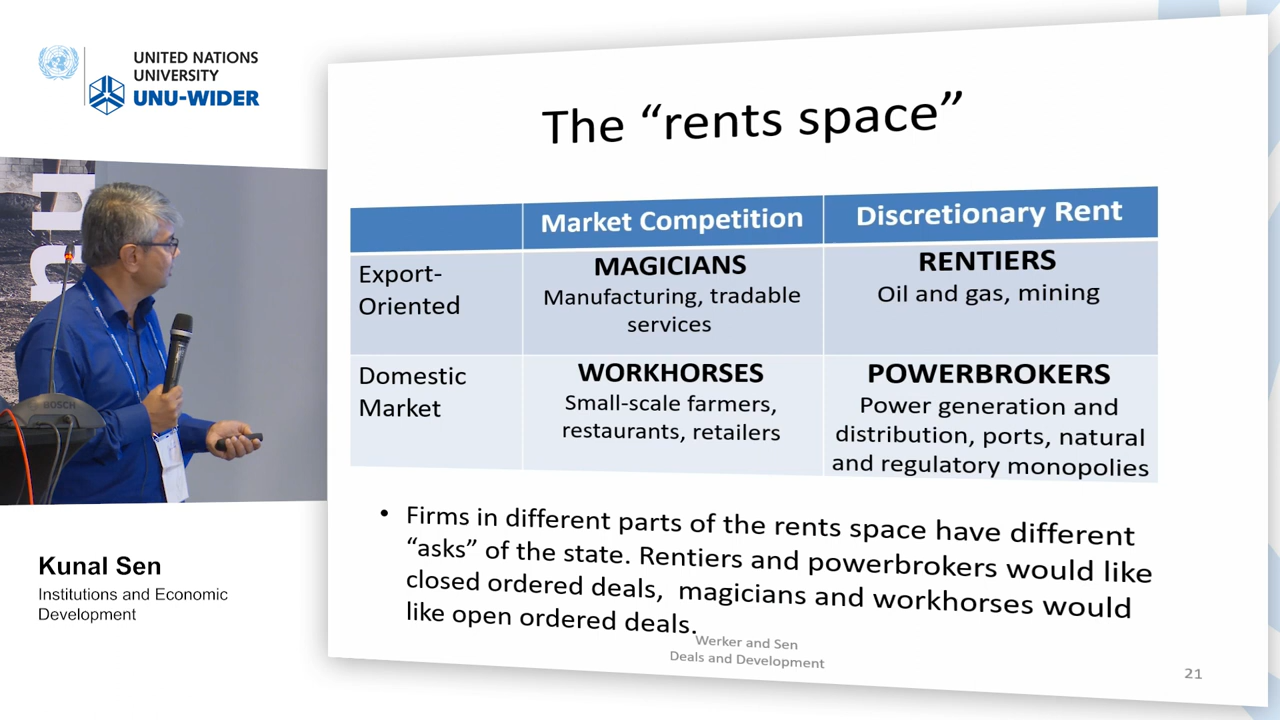 UNITED NATIONS
UNIVERSITY
UNU-WIDER
BOSCH
Kunal Sen
Institutions and Economic
Development
The “rents space”
Market Competition
Discretionary Rent
Export-
Oriented
MAGICIANS
Manufacturing, tradable
services
RENTIERS
Oil and gas, mining
Domestic
Market
WORKHORSES
Small-scale farmers,
restaurants, retailers
POWERBROKERS
Power generation and
distribution, ports, natural
and regulatory monopolies
• Firms in different parts of the rents space have different
“asks” of the state. Rentiers and powerbrokers would like
closed ordered deals, magicians and workhorses would
like open ordered deals.
Werker and Sen
Deals and Development
21